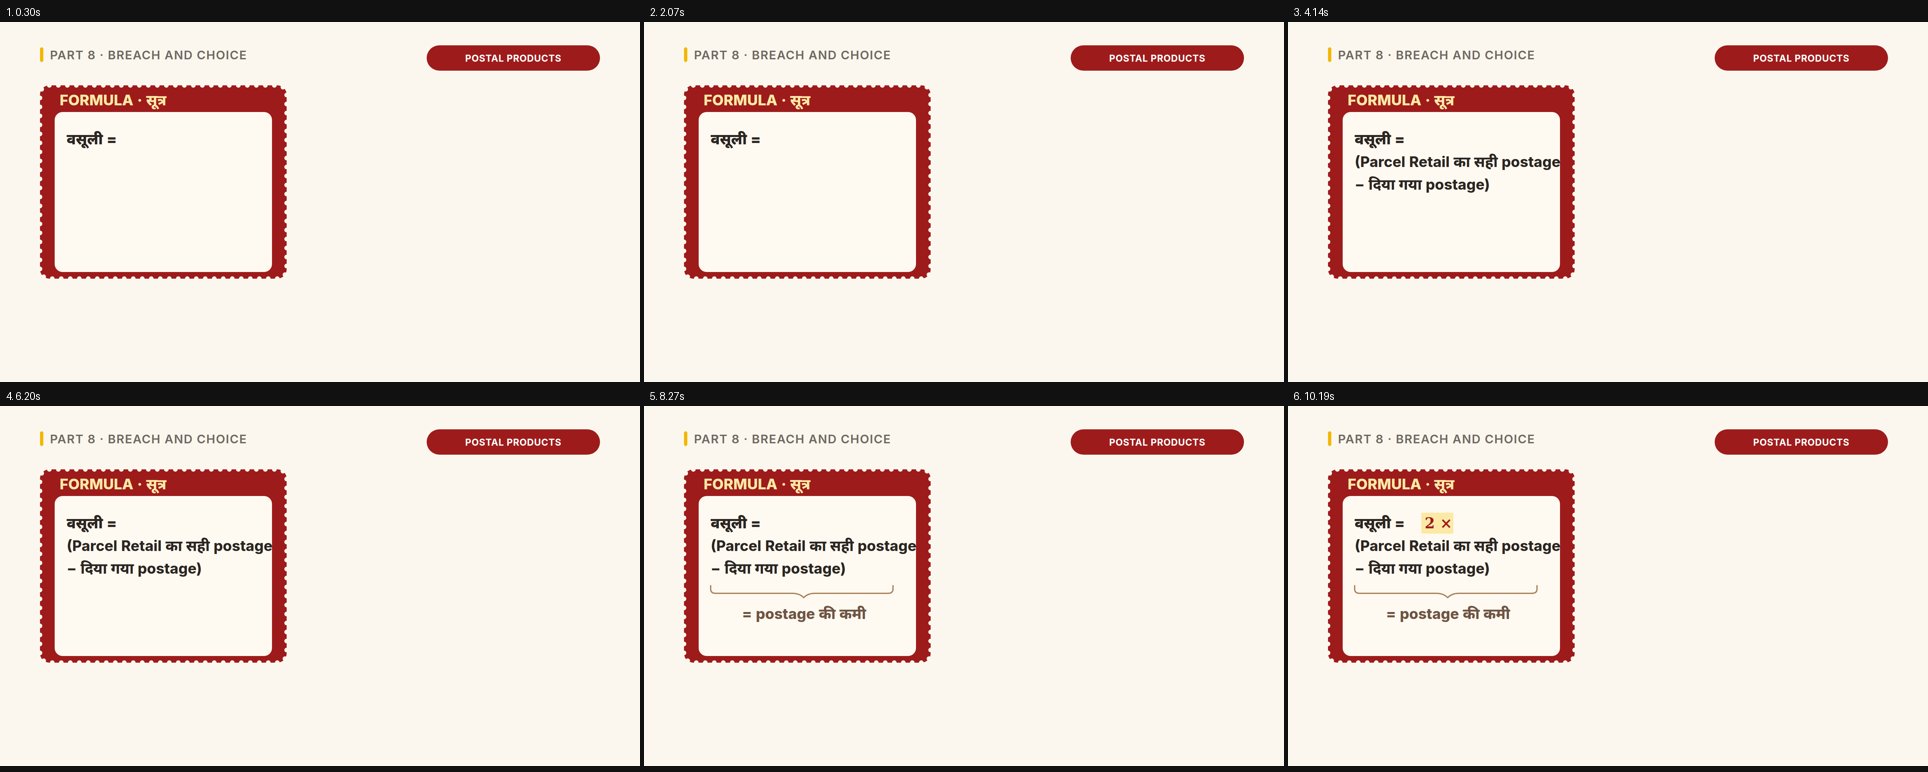 1. 0.30s
PART 8 · BREACH AND CHOICE
POSTAL PRODUCTS
FORMULA · सूत्र
वसूली =
2. 2.07s
PART 8 · BREACH AND CHOICE
POSTAL PRODUCTS
FORMULA · सूत्र
वसूली =
3. 4.14s
PART 8 · BREACH AND CHOICE
POSTAL PRODUCTS
FORMULA · सूत्र
वसूली =
(Parcel Retail का सही postage
– दिया गया postage)
4. 6.20s
PART 8 · BREACH AND CHOICE
POSTAL PRODUCTS
FORMULA · सूत्र
वसूली =
(Parcel Retail का सही postage
– दिया गया postage)
5. 8.27s
PART 8 · BREACH AND CHOICE
POSTAL PRODUCTS
FORMULA · सूत्र
वसूली =
(Parcel Retail का सही postage
– दिया गया postage)
= postage की कमी
6. 10.19s
PART 8 · BREACH AND CHOICE
POSTAL PRODUCTS
FORMULA · सूत्र
वसूली = 2 ×
(Parcel Retail का सही postage
– दिया गया postage)
= postage की कमी